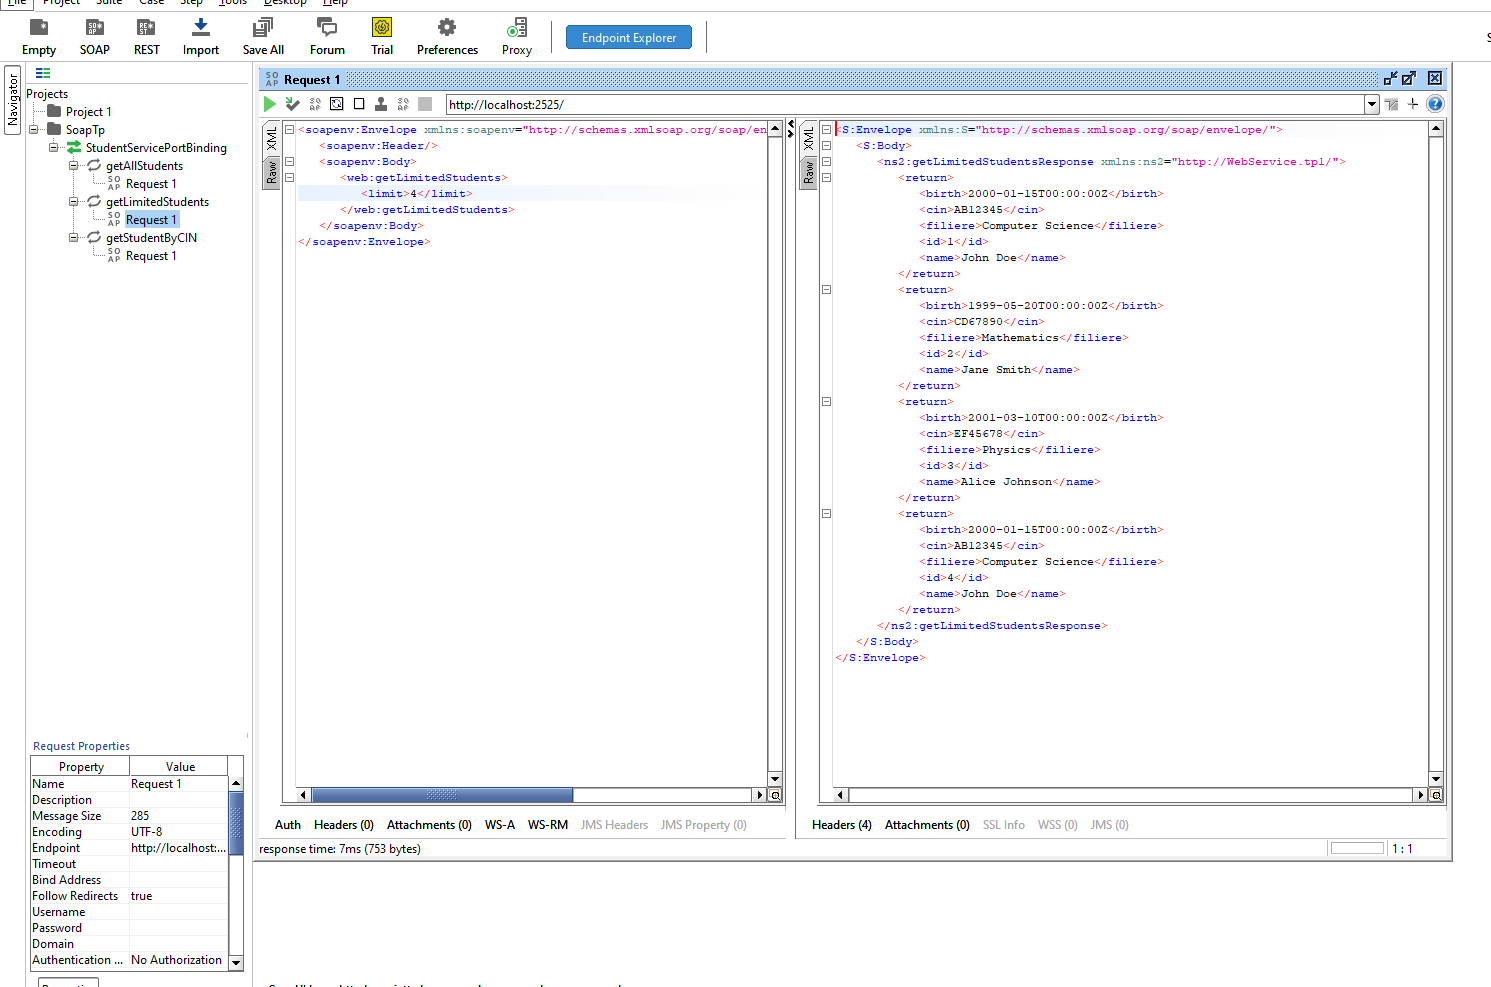 File Project Suite Case Step Tools Desktop Help
Empty SOAP REST Import Save All Forum Trial Preferences Proxy Endpoint Explorer
Navigator
Projects
Project 1
SoapTp
StudentServicePortBinding
getAllStudents
Request 1
getLimitedStudents
Request 1
getStudentByCIN
Request 1
Request Properties
Property Value
Name Request 1
Description
Message Size 285
Encoding UTF-8
Endpoint http://localhost:...
Timeout
Bind Address
Follow Redirects true
Username
Password
Domain
Authentication ... No Authorization
Request 1
http://localhost:2525/
XML
Raw
<soapenv:Envelope xmlns:soapenv="http://schemas.xmlsoap.org/soap/en
<soapenv:Header/>
<soapenv:Body>
<web:getLimitedStudents>
<limit>4</limit>
</web:getLimitedStudents>
</soapenv:Body>
</soapenv:Envelope>
Auth Headers (0) Attachments (0) WS-A WS-RM JMS Headers JMS Property (0)
XML
Raw
<S:Envelope xmlns:S="http://schemas.xmlsoap.org/soap/envelope/">
<S:Body>
<ns2:getLimitedStudentsResponse xmlns:ns2="http://WebService.tp1/">
<return>
<birth>2000-01-15T00:00:00Z</birth>
<cin>AB12345</cin>
<filiere>Computer Science</filiere>
<id>1</id>
<name>John Doe</name>
</return>
<return>
<birth>1999-05-20T00:00:00Z</birth>
<cin>CD67890</cin>
<filiere>Mathematics</filiere>
<id>2</id>
<name>Jane Smith</name>
</return>
<return>
<birth>2001-03-10T00:00:00Z</birth>
<cin>EF45678</cin>
<filiere>Physics</filiere>
<id>3</id>
<name>Alice Johnson</name>
</return>
<return>
<birth>2000-01-15T00:00:00Z</birth>
<cin>AB12345</cin>
<filiere>Computer Science</filiere>
<id>4</id>
<name>John Doe</name>
</return>
</ns2:getLimitedStudentsResponse>
</S:Body>
</S:Envelope>
Headers (4) Attachments (0) SSL Info WSS (0) JMS (0)
response time: 7ms (753 bytes)
1 : 1